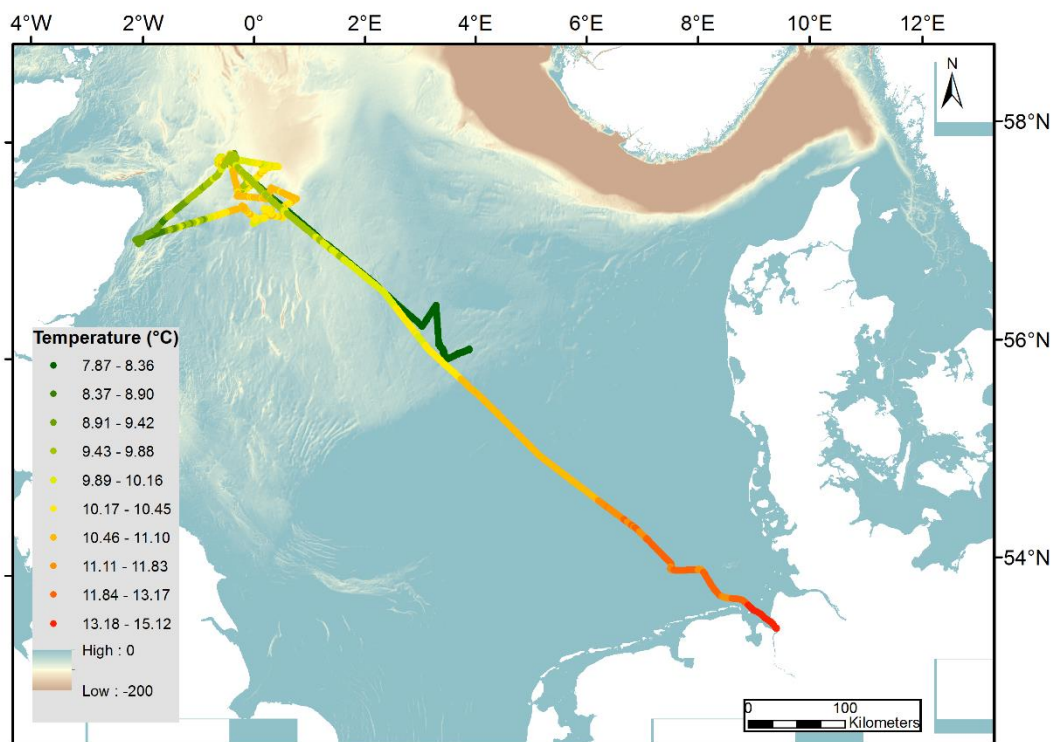 4°W 2°W 0° 2°E 4°E 6°E 8°E 10°E 12°E
N
58°N
56°N
54°N
Temperature (°C)
7.87 - 8.36
8.37 - 8.90
8.91 - 9.42
9.43 - 9.88
9.89 - 10.16
10.17 - 10.45
10.46 - 11.10
11.11 - 11.83
11.84 - 13.17
13.18 - 15.12
High : 0
Low : -200
0 100
Kilometers